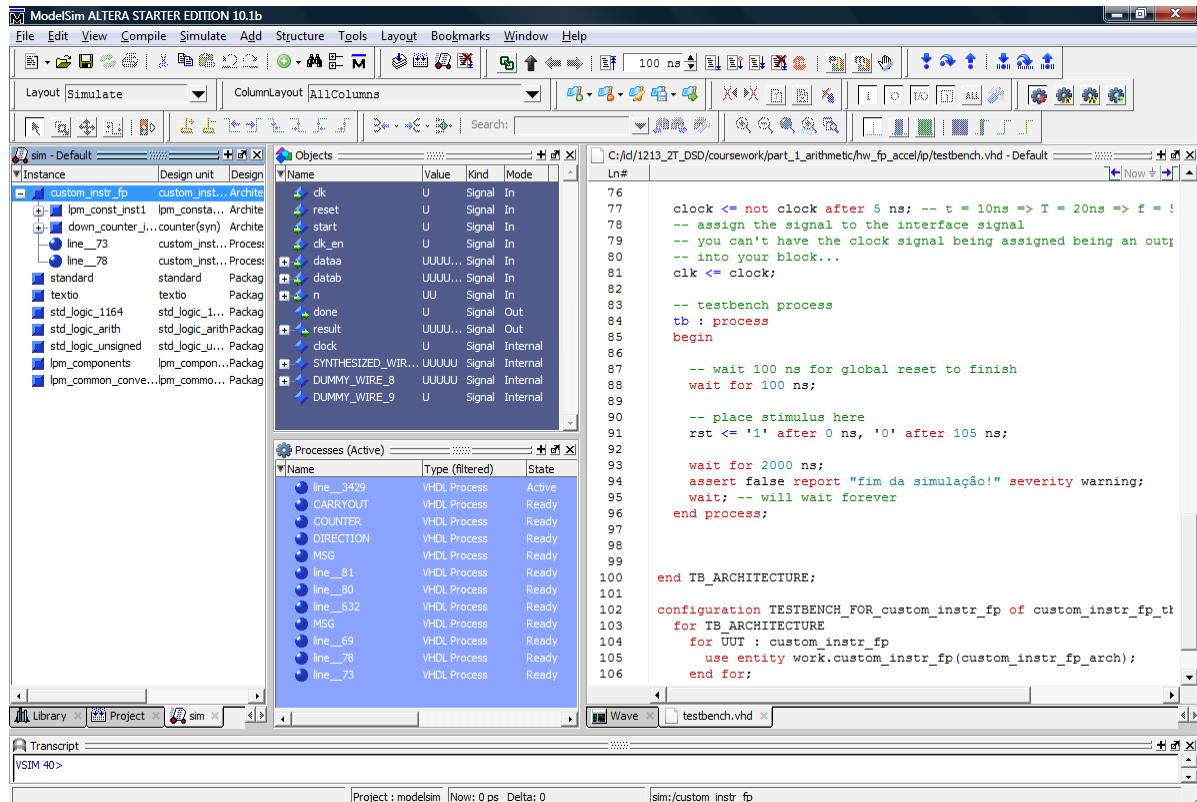 ModelSim ALTERA STARTER EDITION 10.1b
File Edit View Compile Simulate Add Structure Tools Layout Bookmarks Window Help
100 ns
Layout Simulate ColumnLayout AllColumns
Search:
sim - Default
Instance Design unit Design
custom_instr_fp custom_inst... Archite
lpm_const_inst1 lpm_consta... Archite
down_counter_i... counter(syn) Archite
line__73 custom_inst... Process
line__78 custom_inst... Process
standard standard Packag
textio textio Packag
std_logic_1164 std_logic_1... Packag
std_logic_arith std_logic_arith Packag
std_logic_unsigned std_logic_u... Packag
lpm_components lpm_compon... Packag
lpm_common_conve... lpm_commo... Packag
Library Project sim
Objects
Name Value Kind Mode
clk U Signal In
reset U Signal In
start U Signal In
clk_en U Signal In
dataa UUUU... Signal In
datab UUUU... Signal In
n UU Signal In
done U Signal Out
result UUUU... Signal Out
clock U Signal Internal
SYNTHESIZED_WIR... UUUUU Signal Internal
DUMMY_WIRE_8 UUUUU Signal Internal
DUMMY_WIRE_9 U Signal Internal
Processes (Active)
Name Type (filtered) State
line__3429 VHDL Process Active
CARRYOUT VHDL Process Ready
COUNTER VHDL Process Ready
DIRECTION VHDL Process Ready
MSG VHDL Process Ready
line__81 VHDL Process Ready
line__80 VHDL Process Ready
line__632 VHDL Process Ready
MSG VHDL Process Ready
line__69 VHDL Process Ready
line__78 VHDL Process Ready
line__73 VHDL Process Ready
C:/id/1213_2T_DSD/coursework/part_1_arithmetic/hw_fp_accel/ip/testbench.vhd - Default
Ln# Now
76
77 clock <= not clock after 5 ns; -- t = 10ns => T = 20ns => f = 5
78 -- assign the signal to the interface signal
79 -- you can't have the clock signal being assigned being an outp
80 -- into your block...
81 clk <= clock;
82
83 -- testbench process
84 tb : process
85 begin
86
87 -- wait 100 ns for global reset to finish
88 wait for 100 ns;
89
90 -- place stimulus here
91 rst <= '1' after 0 ns, '0' after 105 ns;
92
93 wait for 2000 ns;
94 assert false report "fim da simulação!" severity warning;
95 wait; -- will wait forever
96 end process;
97
98
99
100 end TB_ARCHITECTURE;
101
102 configuration TESTBENCH_FOR_custom_instr_fp of custom_instr_fp_tb
103 for TB_ARCHITECTURE
104 for UUT : custom_instr_fp
105 use entity work.custom_instr_fp(custom_instr_fp_arch);
106 end for;
Wave testbench.vhd
Transcript
VSIM 40>
Project : modelsim Now: 0 ps Delta: 0 sim:/custom_instr_fp